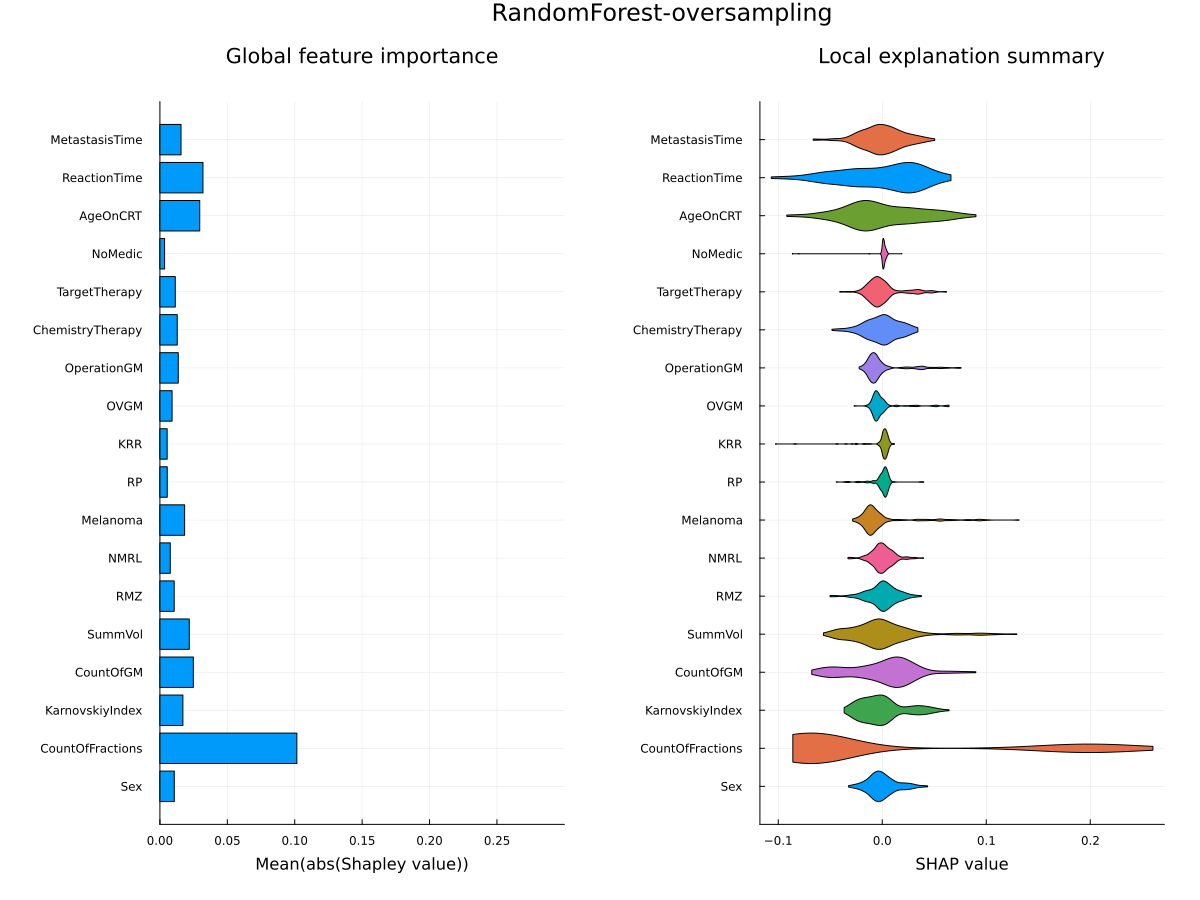 RandomForest-oversampling
Global feature importance
MetastasisTime
ReactionTime
AgeOnCRT
NoMedic
TargetTherapy
ChemistryTherapy
OperationGM
OVGM
KRR
RP
Melanoma
NMRL
RMZ
SummVol
CountOfGM
KarnovskiyIndex
CountOfFractions
Sex
0.00 0.05 0.10 0.15 0.20 0.25
Mean(abs(Shapley value))
Local explanation summary
MetastasisTime
ReactionTime
AgeOnCRT
NoMedic
TargetTherapy
ChemistryTherapy
OperationGM
OVGM
KRR
RP
Melanoma
NMRL
RMZ
SummVol
CountOfGM
KarnovskiyIndex
CountOfFractions
Sex
−0.1 0.0 0.1 0.2
SHAP value